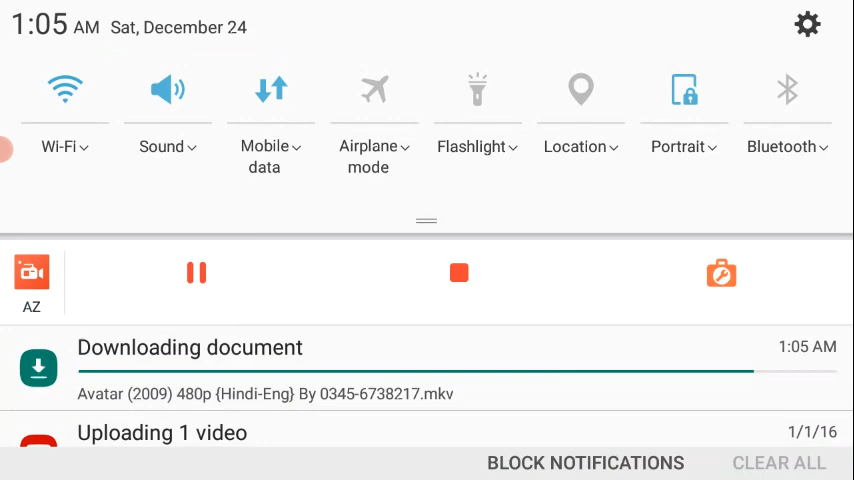 1:05 AM Sat, December 24
Wi-Fi Sound Mobile data Airplane mode Flashlight Location Portrait Bluetooth
AZ
Downloading document 1:05 AM
Avatar (2009) 480p {Hindi-Eng} By 0345-6738217.mkv
Uploading 1 video 1/1/16
BLOCK NOTIFICATIONS CLEAR ALL